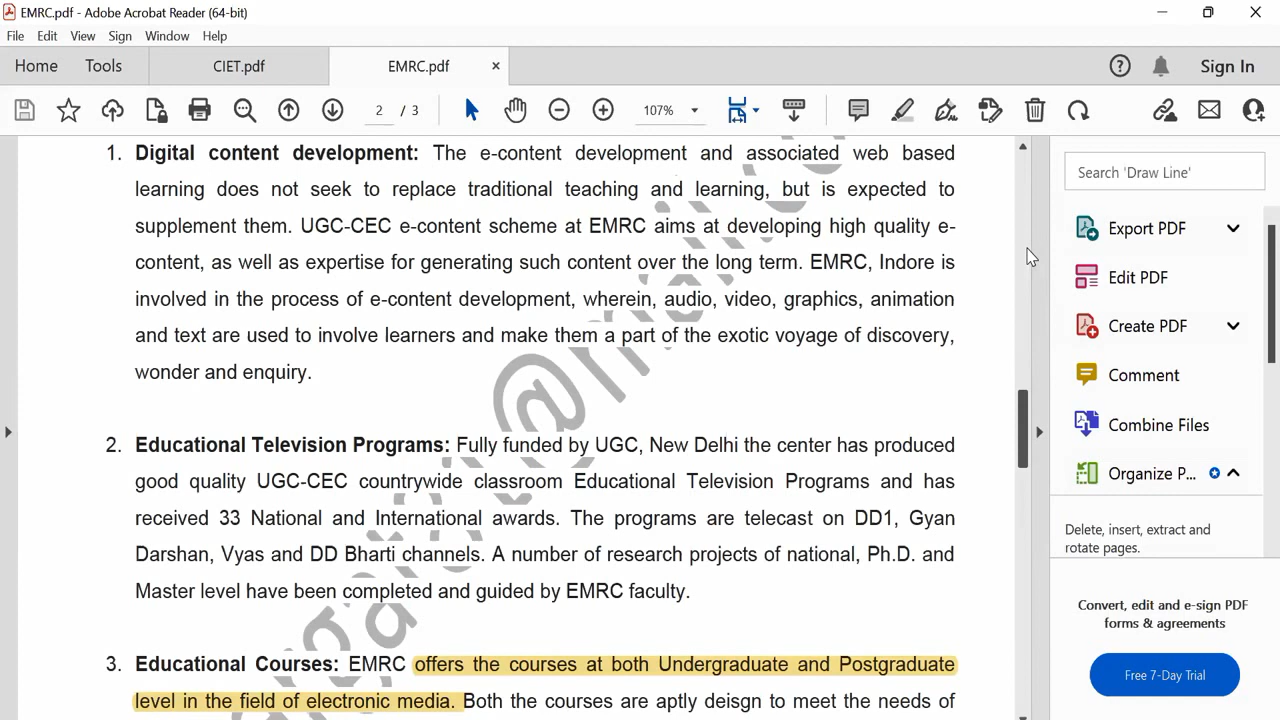 EMRC.pdf - Adobe Acrobat Reader (64-bit)
File Edit View Sign Window Help
Home Tools CIET.pdf EMRC.pdf × Sign In
2 / 3 107%
1. Digital content development: The e-content development and associated web based
learning does not seek to replace traditional teaching and learning, but is expected to
supplement them. UGC-CEC e-content scheme at EMRC aims at developing high quality e-
content, as well as expertise for generating such content over the long term. EMRC, Indore is
involved in the process of e-content development, wherein, audio, video, graphics, animation
and text are used to involve learners and make them a part of the exotic voyage of discovery,
wonder and enquiry.
2. Educational Television Programs: Fully funded by UGC, New Delhi the center has produced
good quality UGC-CEC countrywide classroom Educational Television Programs and has
received 33 National and International awards. The programs are telecast on DD1, Gyan
Darshan, Vyas and DD Bharti channels. A number of research projects of national, Ph.D. and
Master level have been completed and guided by EMRC faculty.
3. Educational Courses: EMRC offers the courses at both Undergraduate and Postgraduate
level in the field of electronic media. Both the courses are aptly deisgn to meet the needs of
Search 'Draw Line'
Export PDF
Edit PDF
Create PDF
Comment
Combine Files
Organize P...
Delete, insert, extract and
rotate pages.
Convert, edit and e-sign PDF
forms & agreements
Free 7-Day Trial